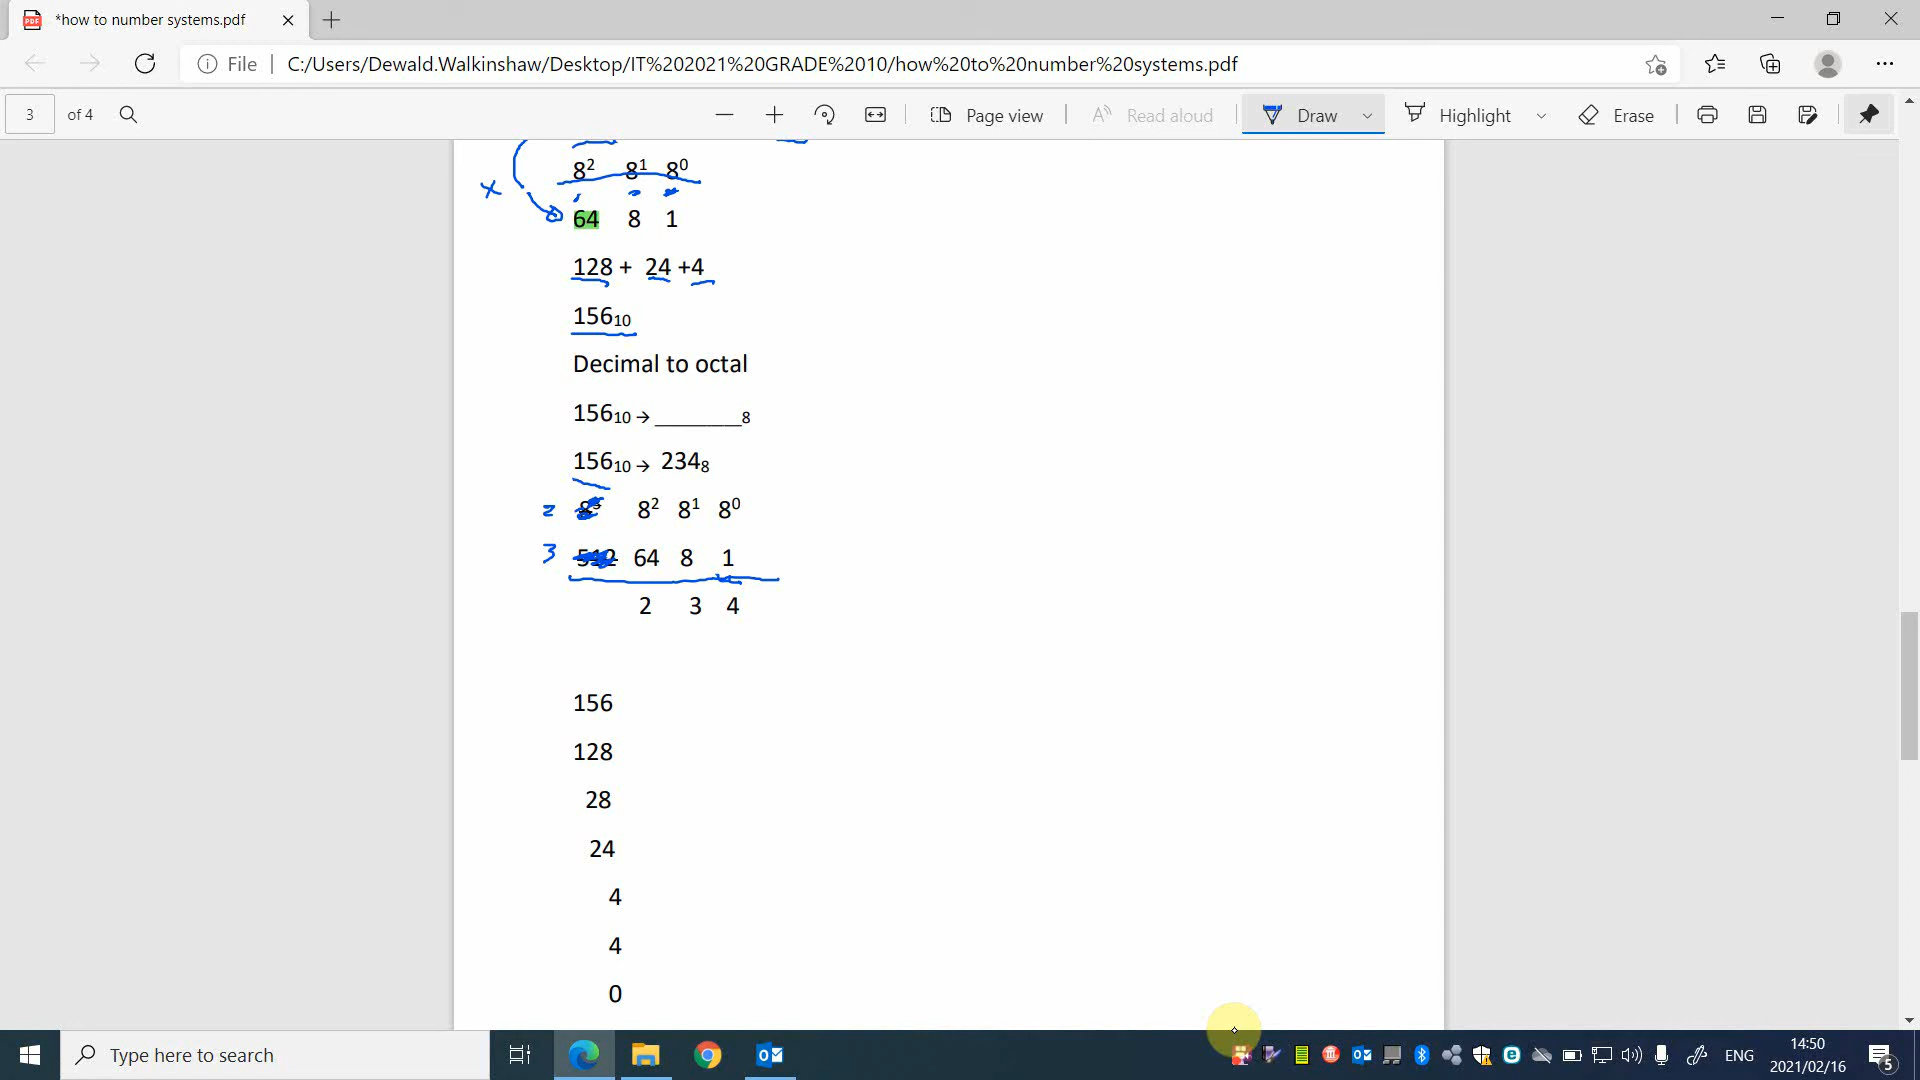 *how to number systems.pdf
File | C:/Users/Dewald.Walkinshaw/Desktop/IT%202021%20GRADE%2010/how%20to%20number%20systems.pdf
3 of 4 Page view Read aloud Draw Highlight Erase
8² 8¹ 8⁰
x
64 8 1
128 + 24 +4
156₁₀
Decimal to octal
156₁₀ → ________₈
156₁₀ → 234₈
2 8³ 8² 8¹ 8⁰
3 512 64 8 1
2 3 4
156
128
28
24
4
4
0
Type here to search
ENG
14:50
2021/02/16
5